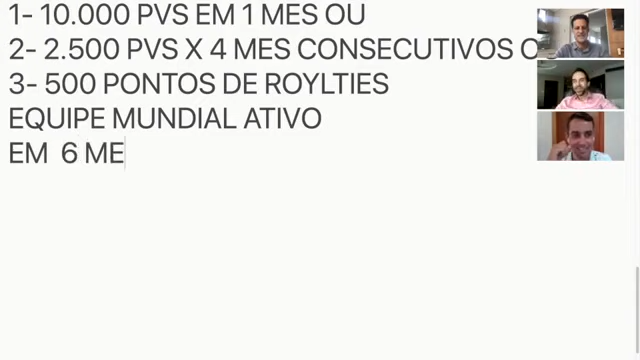 1- 10.000 PVS EM 1 MES OU
2- 2.500 PVS X 4 MES CONSECUTIVOS O
3- 500 PONTOS DE ROYLTIES
EQUIPE MUNDIAL ATIVO
EM 6 ME